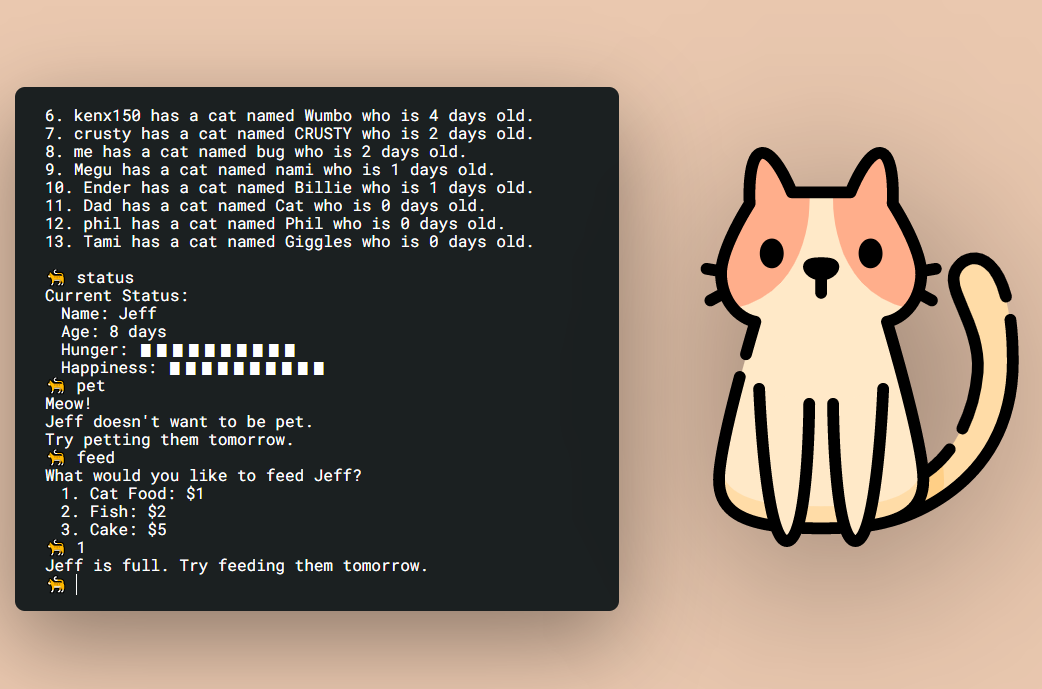 6. kenx150 has a cat named Wumbo who is 4 days old.
7. crusty has a cat named CRUSTY who is 2 days old.
8. me has a cat named bug who is 2 days old.
9. Megu has a cat named nami who is 1 days old.
10. Ender has a cat named Billie who is 1 days old.
11. Dad has a cat named Cat who is 0 days old.
12. phil has a cat named Phil who is 0 days old.
13. Tami has a cat named Giggles who is 0 days old.
status
Current Status:
Name: Jeff
Age: 8 days
Hunger:
Happiness:
pet
Meow!
Jeff doesn't want to be pet.
Try petting them tomorrow.
feed
What would you like to feed Jeff?
1. Cat Food: $1
2. Fish: $2
3. Cake: $5
1
Jeff is full. Try feeding them tomorrow.